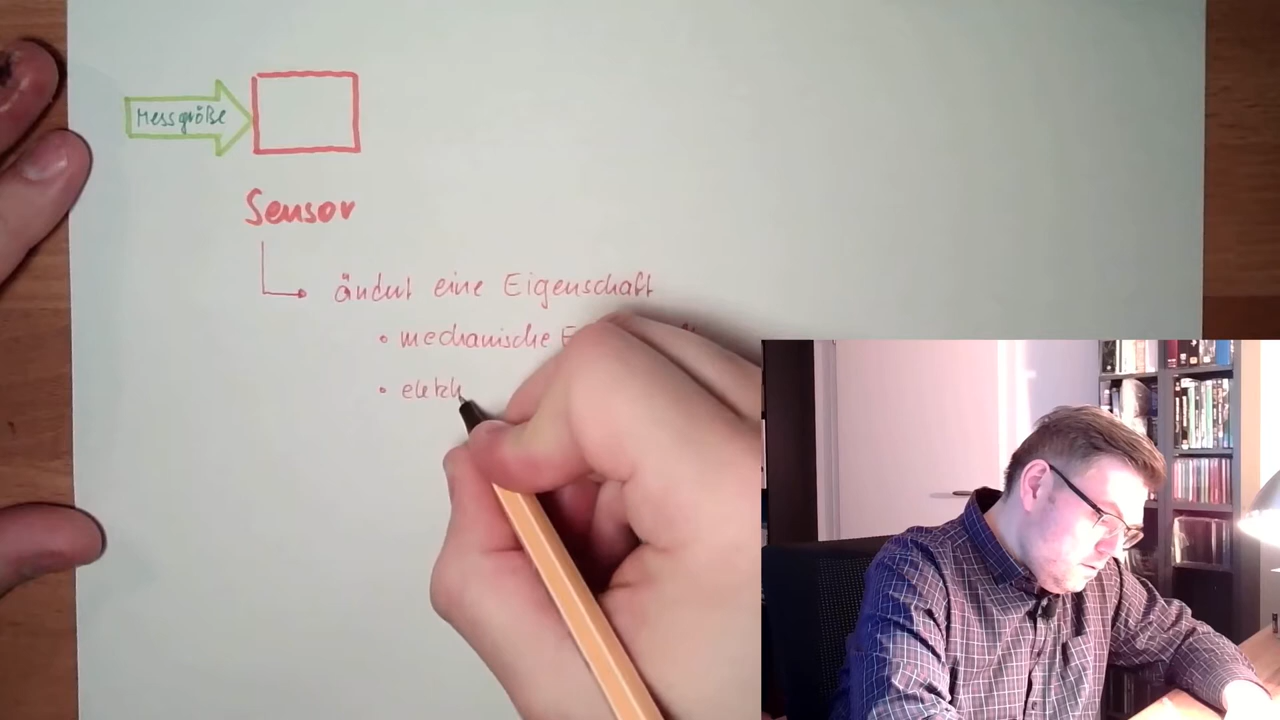 Messgröße
Sensor
ändert eine Eigenschaft
• mechanische
• elekt